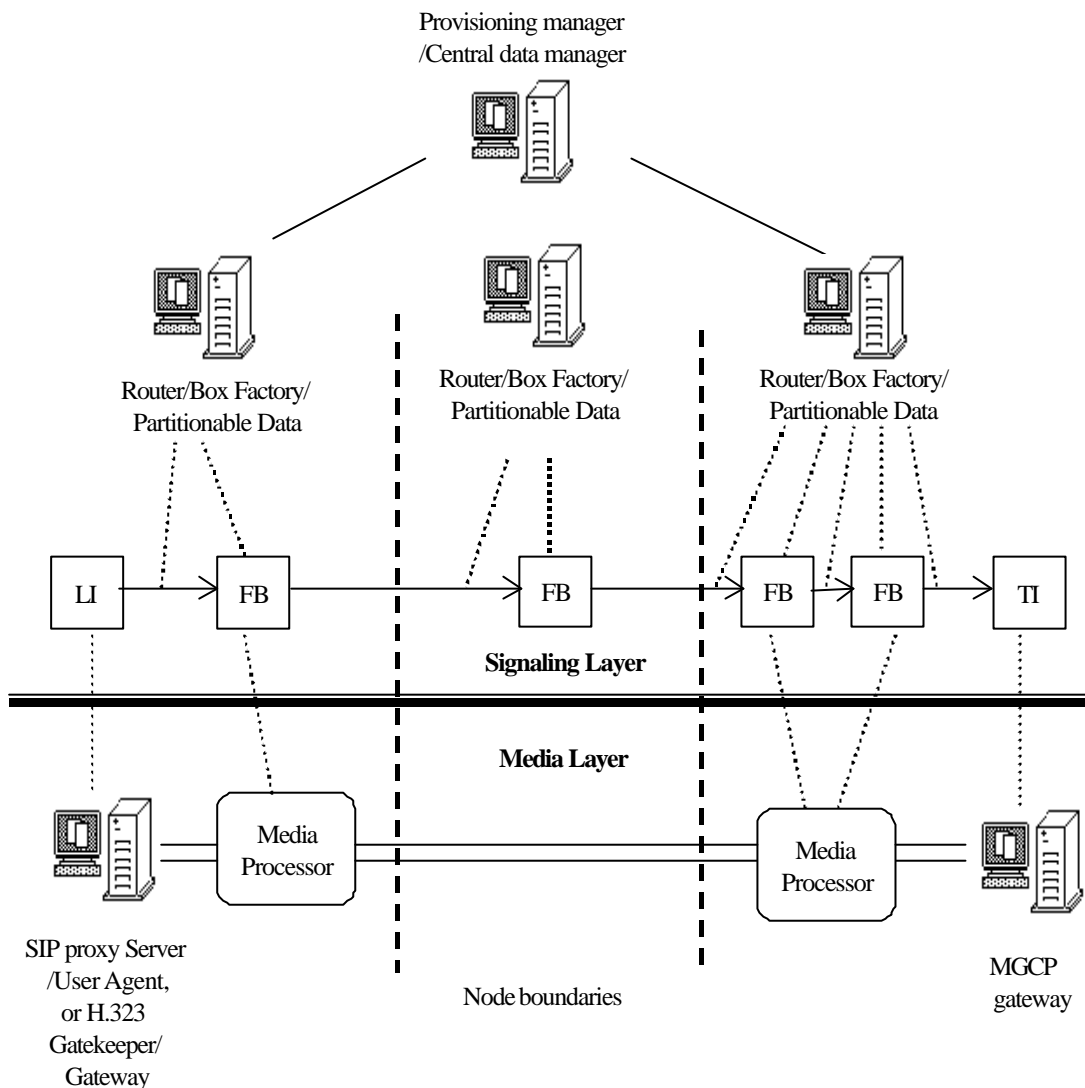 Provisioning manager
/Central data manager
Router/Box Factory/
Partitionable Data
Router/Box Factory/
Partitionable Data
Router/Box Factory/
Partitionable Data
LI
FB
FB
FB
FB
TI
Signaling Layer
Media Layer
Media
Processor
Media
Processor
SIP proxy Server
/User Agent,
or H.323
Gatekeeper/
Gateway
Node boundaries
MGCP
gateway